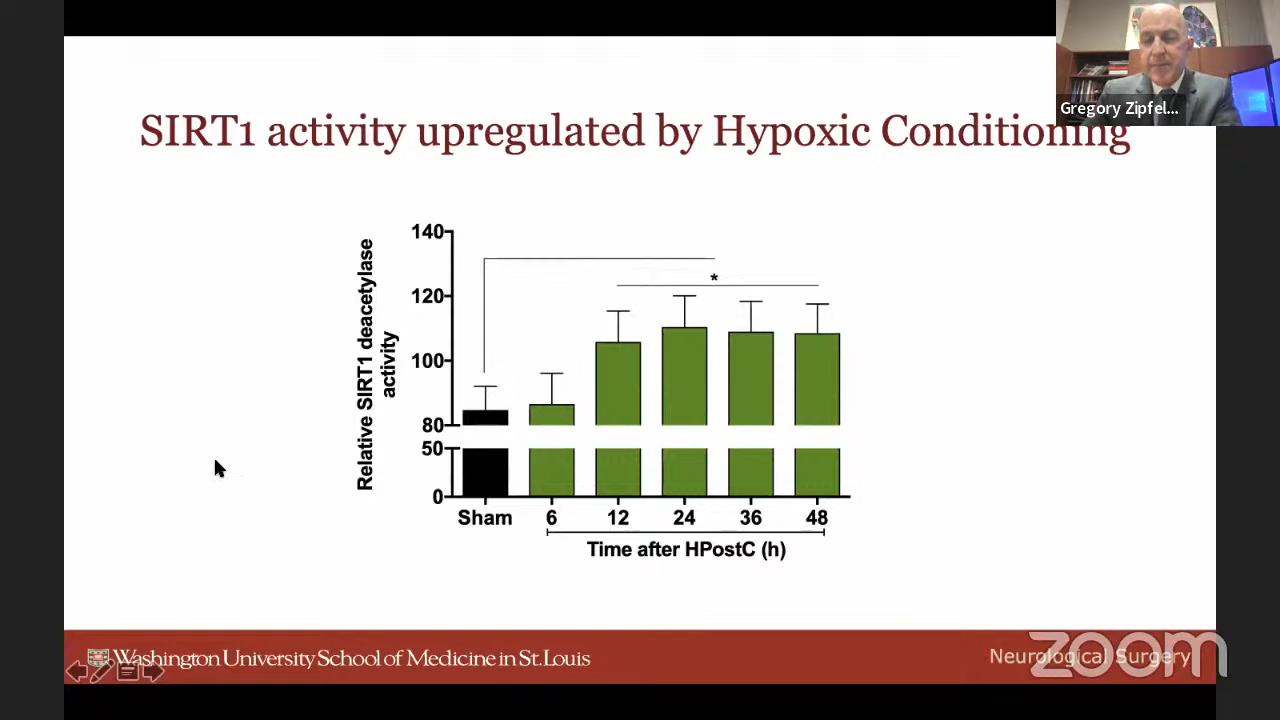 Gregory Zipfel...
SIRT1 activity upregulated by Hypoxic Conditioning
Relative SIRT1 deacetylase
activity
140
120
100
80
50
0
*
Sham 6 12 24 36 48
Time after HPostC (h)
Washington University School of Medicine in St. Louis
Neurological Surgery
zoom